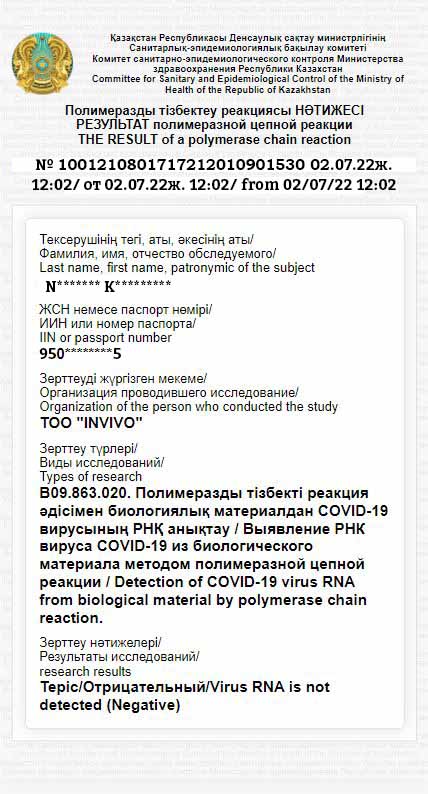 Қазақстан Республикасы Денсаулық сақтау министрлігінің
Санитарлық-эпидемиологиялық бақылау комитеті
Комитет санитарно-эпидемиологического контроля Министерства
здравоохранения Республики Казахстан
Committee for Sanitary and Epidemiological Control of the Ministry of
Health of the Republic of Kazakhstan
Полимеразды тізбектеу реакциясы НӘТИЖЕСІ
РЕЗУЛЬТАТ полимеразной цепной реакции
THE RESULT of a polymerase chain reaction
№ 1001210801717212010901530 02.07.22ж.
12:02/ от 02.07.22ж. 12:02/ from 02/07/22 12:02
Тексерушінің тегі, аты, әкесінің аты/
Фамилия, имя, отчество обследуемого/
Last name, first name, patronymic of the subject
N******* K*********
ЖСН немесе паспорт нөмірі/
ИИН или номер паспорта/
IIN or passport number
950********5
Зерттеуді жүргізген мекеме/
Организация проводившего исследование/
Organization of the person who conducted the study
ТОО "INVIVO"
Зерттеу түрлері/
Виды исследований/
Types of research
B09.863.020. Полимеразды тізбекті реакция
әдісімен биологиялық материалдан COVID-19
вирусының РНҚ анықтау / Выявление РНК
вируса COVID-19 из биологического
материала методом полимеразной цепной
реакции / Detection of COVID-19 virus RNA
from biological material by polymerase chain
reaction.
Зерттеу нәтижелері/
Результаты исследований/
research results
Теріс/Отрицательный/Virus RNA is not
detected (Negative)